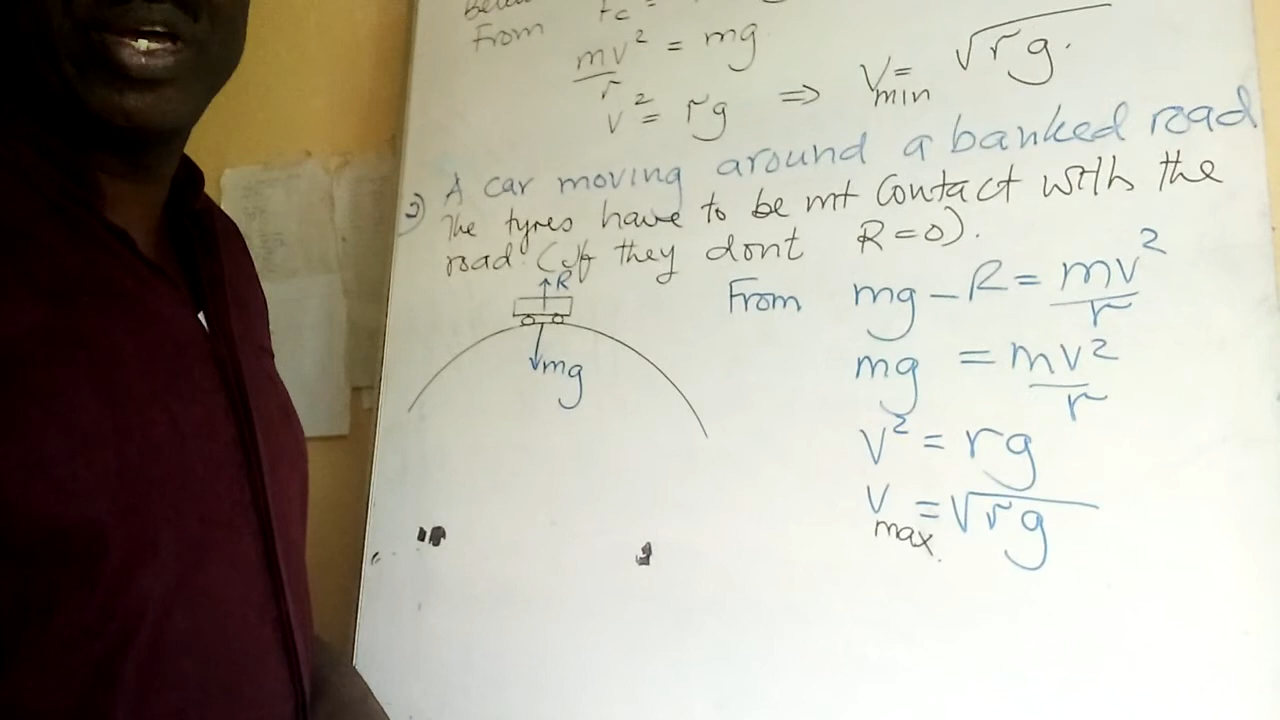 From
mv² = mg
r
v² = rg ⇒ Vmin = √rg.
2) A car moving around a banked road
The tyres have to be in contact with the
road (If they dont R=0).
R
mg
From mg – R = mv²
r
mg = mv²
r
v² = rg
v max. = √rg